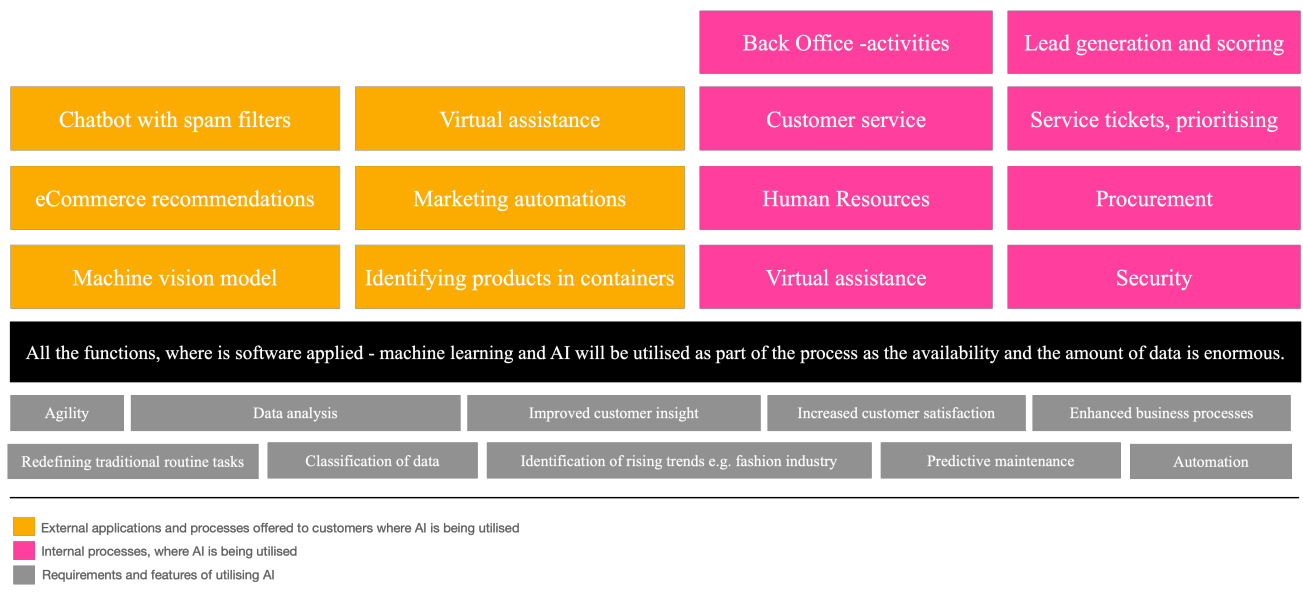 Back Office -activities
Lead generation and scoring
Chatbot with spam filters
Virtual assistance
Customer service
Service tickets, prioritising
eCommerce recommendations
Marketing automations
Human Resources
Procurement
Machine vision model
Identifying products in containers
Virtual assistance
Security
All the functions, where is software applied - machine learning and AI will be utilised as part of the process as the availability and the amount of data is enormous.
Agility
Data analysis
Improved customer insight
Increased customer satisfaction
Enhanced business processes
Redefining traditional routine tasks
Classification of data
Identification of rising trends e.g. fashion industry
Predictive maintenance
Automation
External applications and processes offered to customers where AI is being utilised
Internal processes, where AI is being utilised
Requirements and features of utilising AI